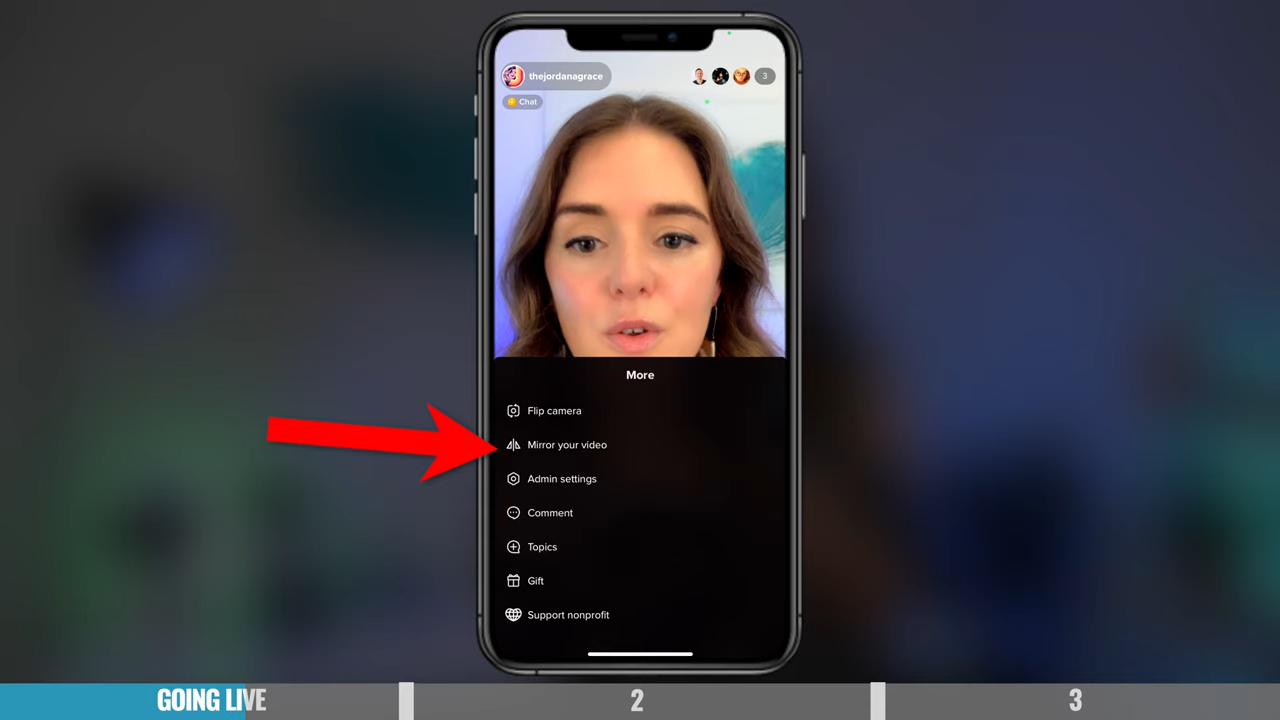 thejordanagrace
3
Chat
More
Flip camera
Mirror your video
Admin settings
Comment
Topics
Gift
Support nonprofit
GOING LIVE
2
3